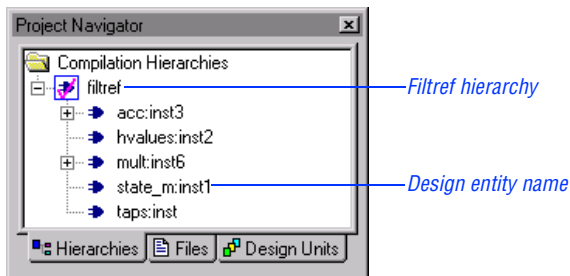 Project Navigator
Compilation Hierarchies
filtref
Filtref hierarchy
acc:inst3
hvalues:inst2
mult:inst6
state_m:inst1
Design entity name
taps:inst
Hierarchies Files Design Units